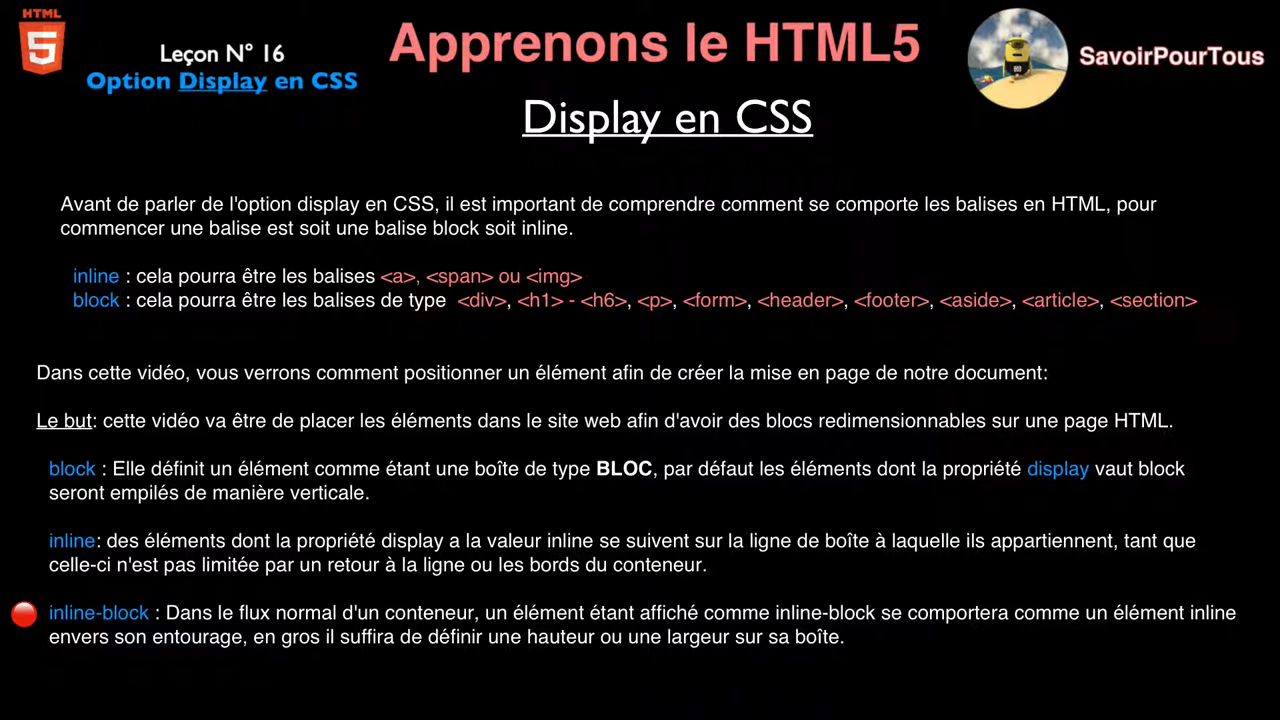 HTML
5
Leçon N° 16
Option Display en CSS
Apprenons le HTML5
SavoirPourTous
Display en CSS
Avant de parler de l'option display en CSS, il est important de comprendre comment se comporte les balises en HTML, pour
commencer une balise est soit une balise block soit inline.
inline : cela pourra être les balises <a>, <span> ou <img>
block : cela pourra être les balises de type <div>, <h1> - <h6>, <p>, <form>, <header>, <footer>, <aside>, <article>, <section>
Dans cette vidéo, vous verrons comment positionner un élément afin de créer la mise en page de notre document:
Le but: cette vidéo va être de placer les éléments dans le site web afin d'avoir des blocs redimensionnables sur une page HTML.
block : Elle définit un élément comme étant une boîte de type BLOC, par défaut les éléments dont la propriété display vaut block
seront empilés de manière verticale.
inline: des éléments dont la propriété display a la valeur inline se suivent sur la ligne de boîte à laquelle ils appartiennent, tant que
celle-ci n'est pas limitée par un retour à la ligne ou les bords du conteneur.
inline-block : Dans le flux normal d'un conteneur, un élément étant affiché comme inline-block se comportera comme un élément inline
envers son entourage, en gros il suffira de définir une hauteur ou une largeur sur sa boîte.